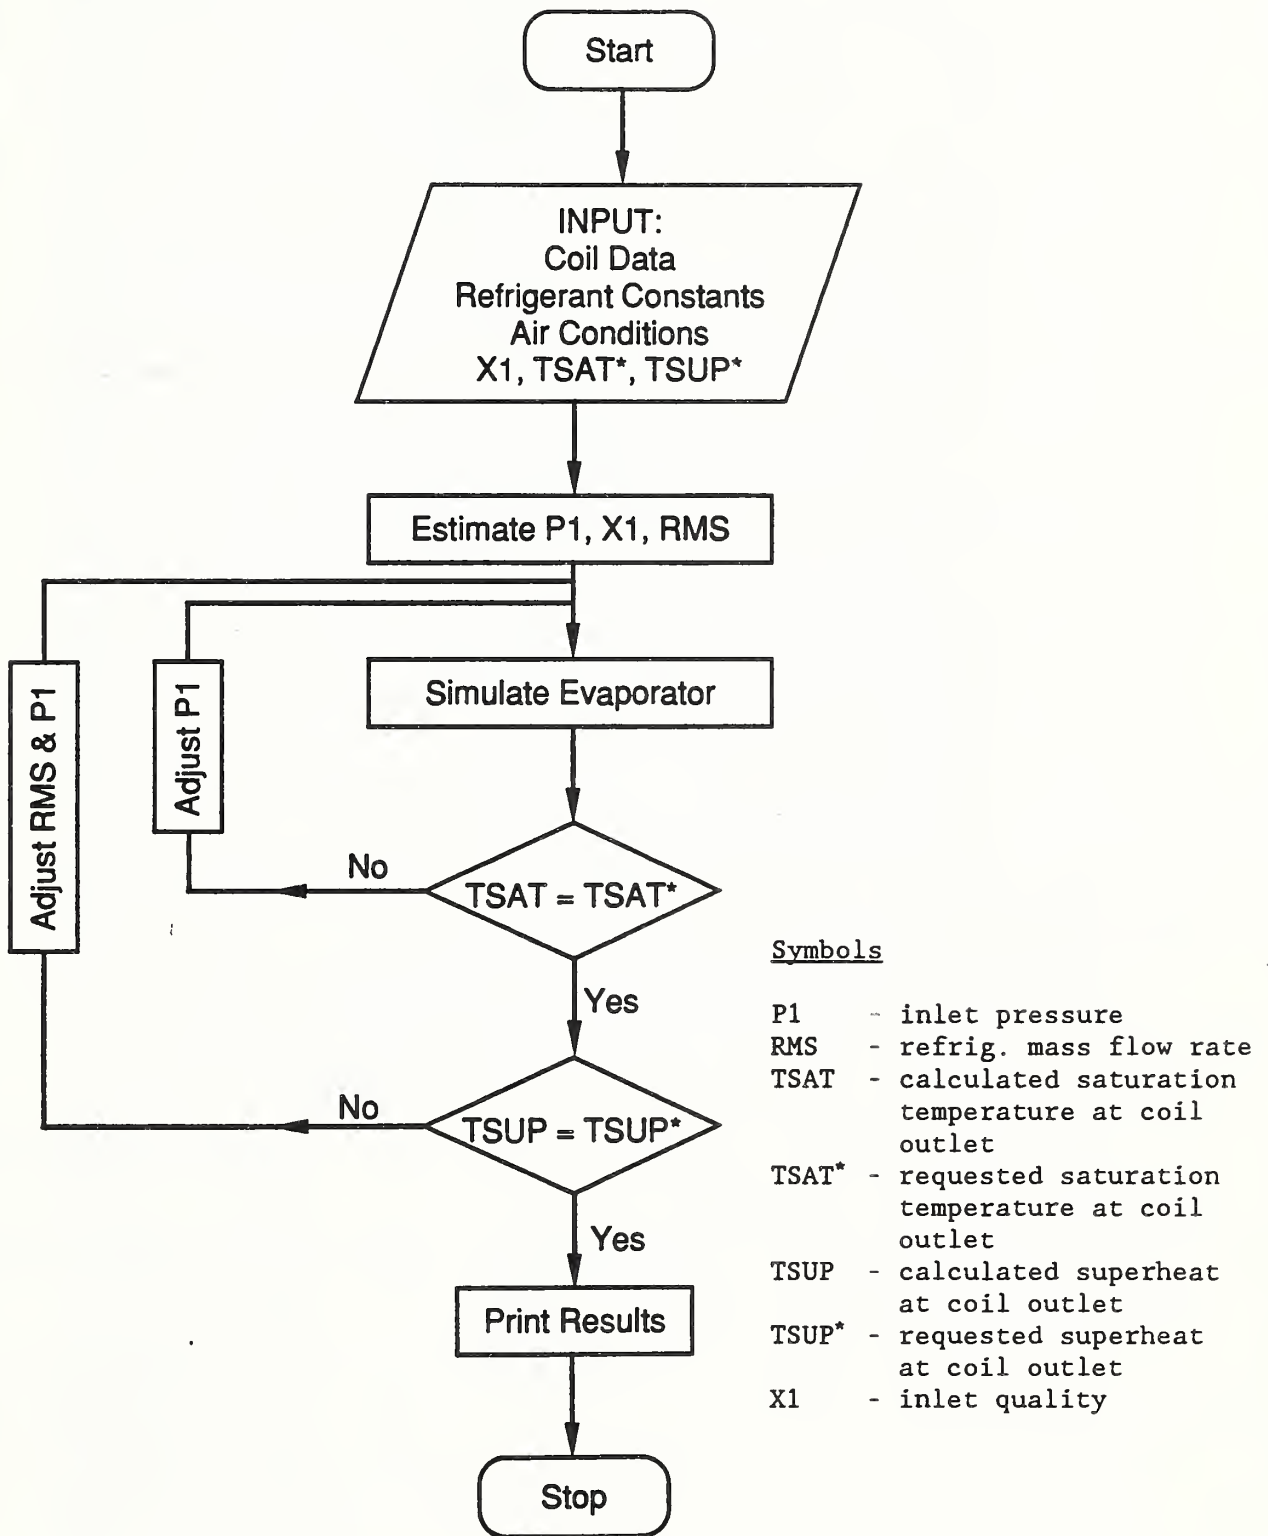 Start
INPUT:
Coil Data
Refrigerant Constants
Air Conditions
X1, TSAT*, TSUP*
Estimate P1, X1, RMS
Simulate Evaporator
Adjust P1
Adjust RMS & P1
No
TSAT = TSAT*
Yes
No
TSUP = TSUP*
Yes
Print Results
Stop
Symbols
P1 - inlet pressure
RMS - refrig. mass flow rate
TSAT - calculated saturation
temperature at coil
outlet
TSAT* - requested saturation
temperature at coil
outlet
TSUP - calculated superheat
at coil outlet
TSUP* - requested superheat
at coil outlet
X1 - inlet quality